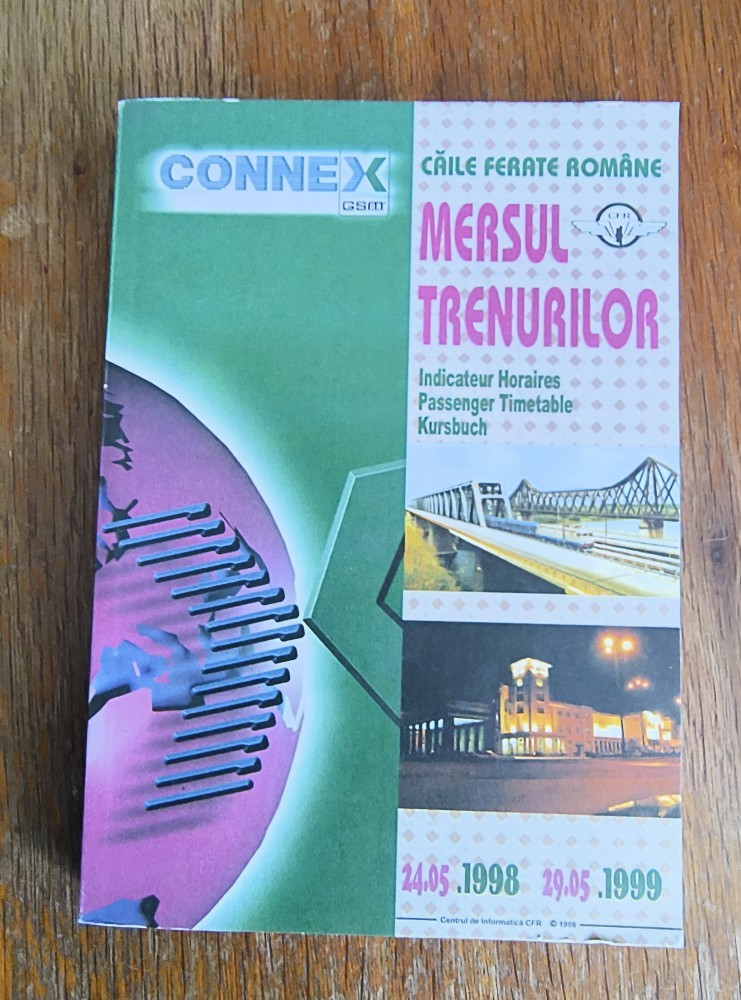 CONNEX
GSM
CĂILE FERATE ROMÂNE
MERSUL
CFR
TRENURILOR
Indicateur Horaires
Passenger Timetable
Kursbuch
24.05 .1998 29.05 .1999
Centrul de Informatică CFR © 1998